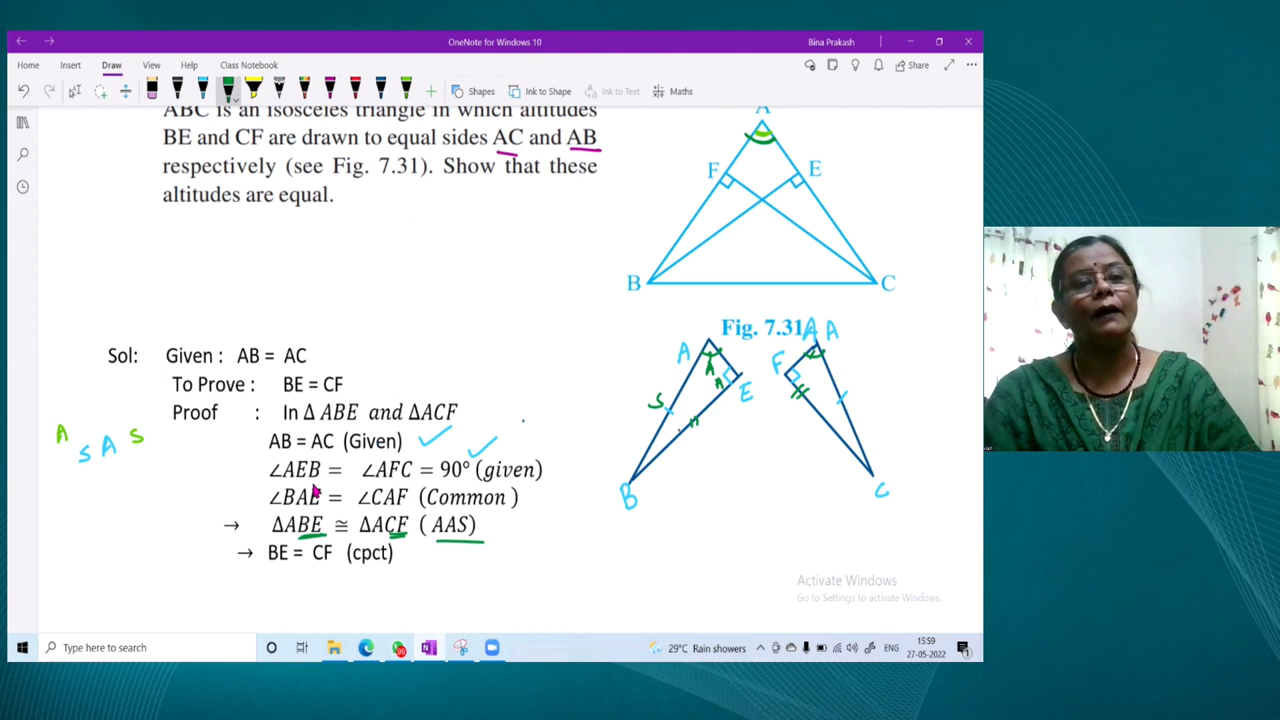 OneNote for Windows 10
Bina Prakash
Home Insert Draw View Help Class Notebook
Share
Shapes Ink to Shape Ink to Text Maths
ABC is an isosceles triangle in which altitudes
BE and CF are drawn to equal sides AC and AB
respectively (see Fig. 7.31). Show that these
altitudes are equal.
A
F E
B C
Fig. 7.31
A A
A F
A
A E
S
B C
Sol: Given : AB = AC
To Prove : BE = CF
Proof : In Δ ABE and ΔACF
A S A S
AB = AC (Given)
∠AEB = ∠AFC = 90° (given)
∠BAE = ∠CAF (Common )
→ ΔABE ≅ ΔACF ( AAS)
→ BE = CF (cpct)
Activate Windows
Go to Settings to activate Windows.
Type here to search
99
29°C Rain showers
ENG
15:59
27-05-2022
1